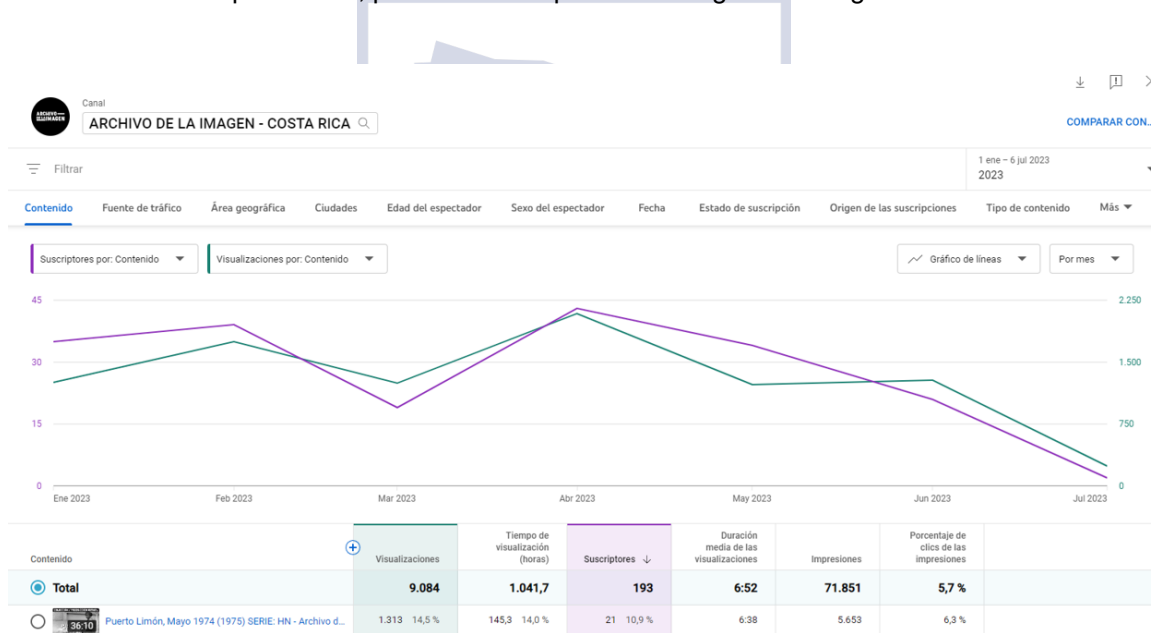 Canal
ARCHIVO DE LA IMAGEN - COSTA RICA
COMPARAR CON...
Filtrar
1 ene – 6 jul 2023
2023
Contenido Fuente de tráfico Área geográfica Ciudades Edad del espectador Sexo del espectador Fecha Estado de suscripción Origen de las suscripciones Tipo de contenido Más
Suscriptores por: Contenido Visualizaciones por: Contenido Gráfico de líneas Por mes
45 2.250
30 1.500
15 750
0 0
Ene 2023 Feb 2023 Mar 2023 Abr 2023 May 2023 Jun 2023 Jul 2023
Contenido
Visualizaciones
Tiempo de
visualización
(horas)
Suscriptores
Duración
media de las
visualizaciones
Impresiones
Porcentaje de
clics de las
impresiones
Total 9.084 1.041,7 193 6:52 71.851 5,7 %
36:10 Puerto Limón, Mayo 1974 (1975) SERIE: HN - Archivo d... 1.313 14,5 % 145,3 14,0 % 21 10,9 % 6:38 5.653 6,3 %